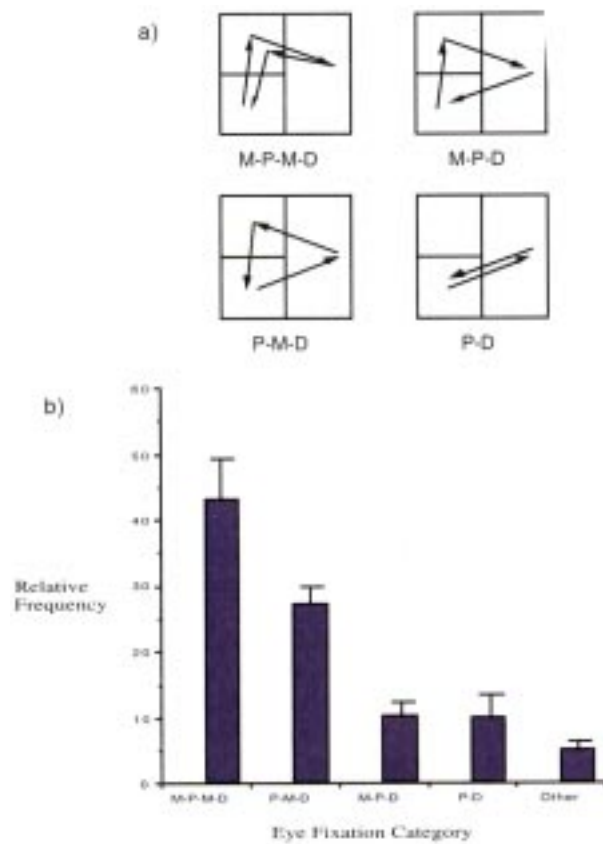 a)
M-P-M-D
M-P-D
P-M-D
P-D
b)
60
50
40
30
20
10
0
Relative
Frequency
M-P-M-D P-M-D M-P-D P-D Other
Eye Fixation Category